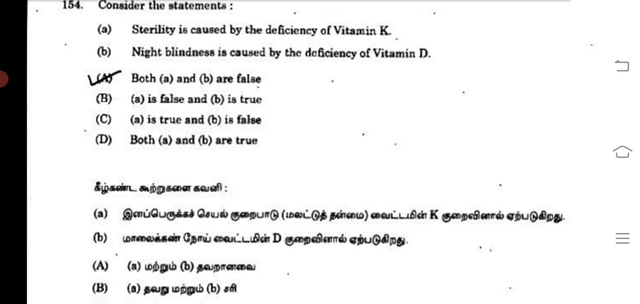 154. Consider the statements :
(a) Sterility is caused by the deficiency of Vitamin K.
(b) Night blindness is caused by the deficiency of Vitamin D.
(A) Both (a) and (b) are false
(B) (a) is false and (b) is true
(C) (a) is true and (b) is false
(D) Both (a) and (b) are true
கீழ்கண்ட கூற்றுகளை கவனி :
(a) இனப்பெருக்கச் செயல் குறைபாடு (மலட்டுத் தன்மை) வைட்டமின் K குறைவினால் ஏற்படுகிறது.
(b) மாலைக்கண் நோய் வைட்டமின் D குறைவினால் ஏற்படுகிறது.
(A) (a) மற்றும் (b) தவறானவை
(B) (a) தவறு மற்றும் (b) சரி